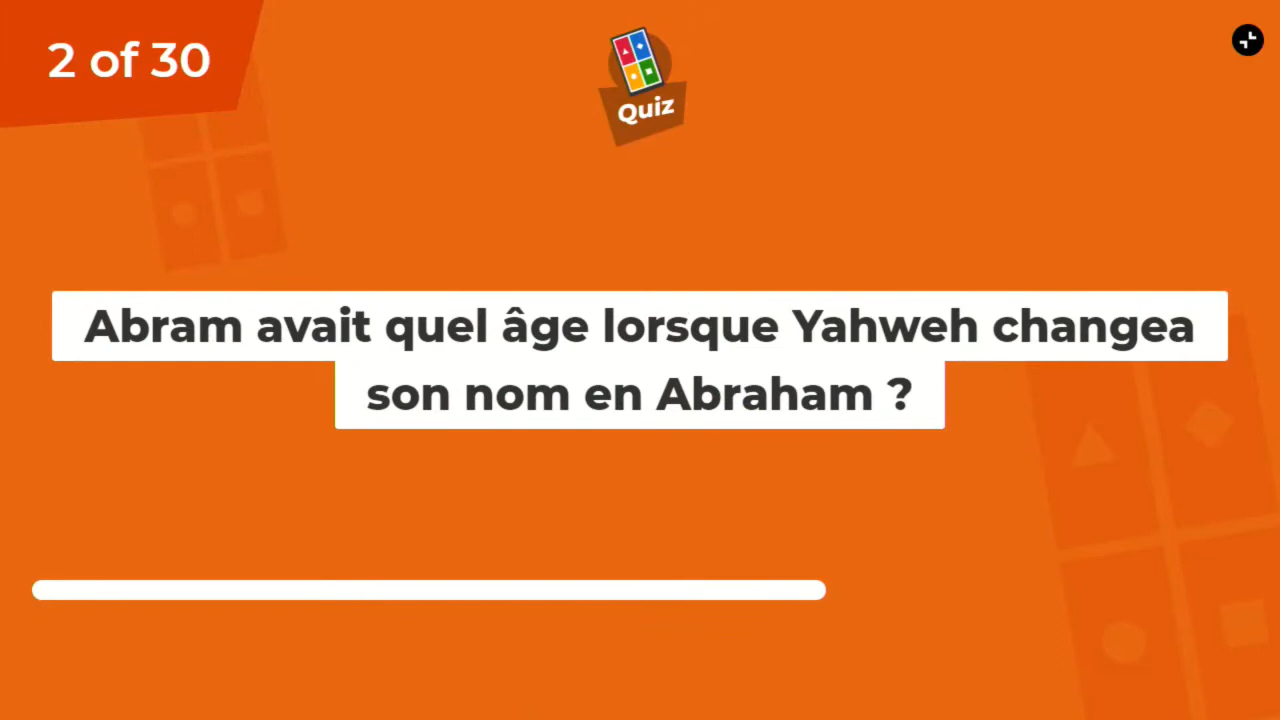 2 of 30
Quiz
Abram avait quel âge lorsque Yahweh changea
son nom en Abraham ?